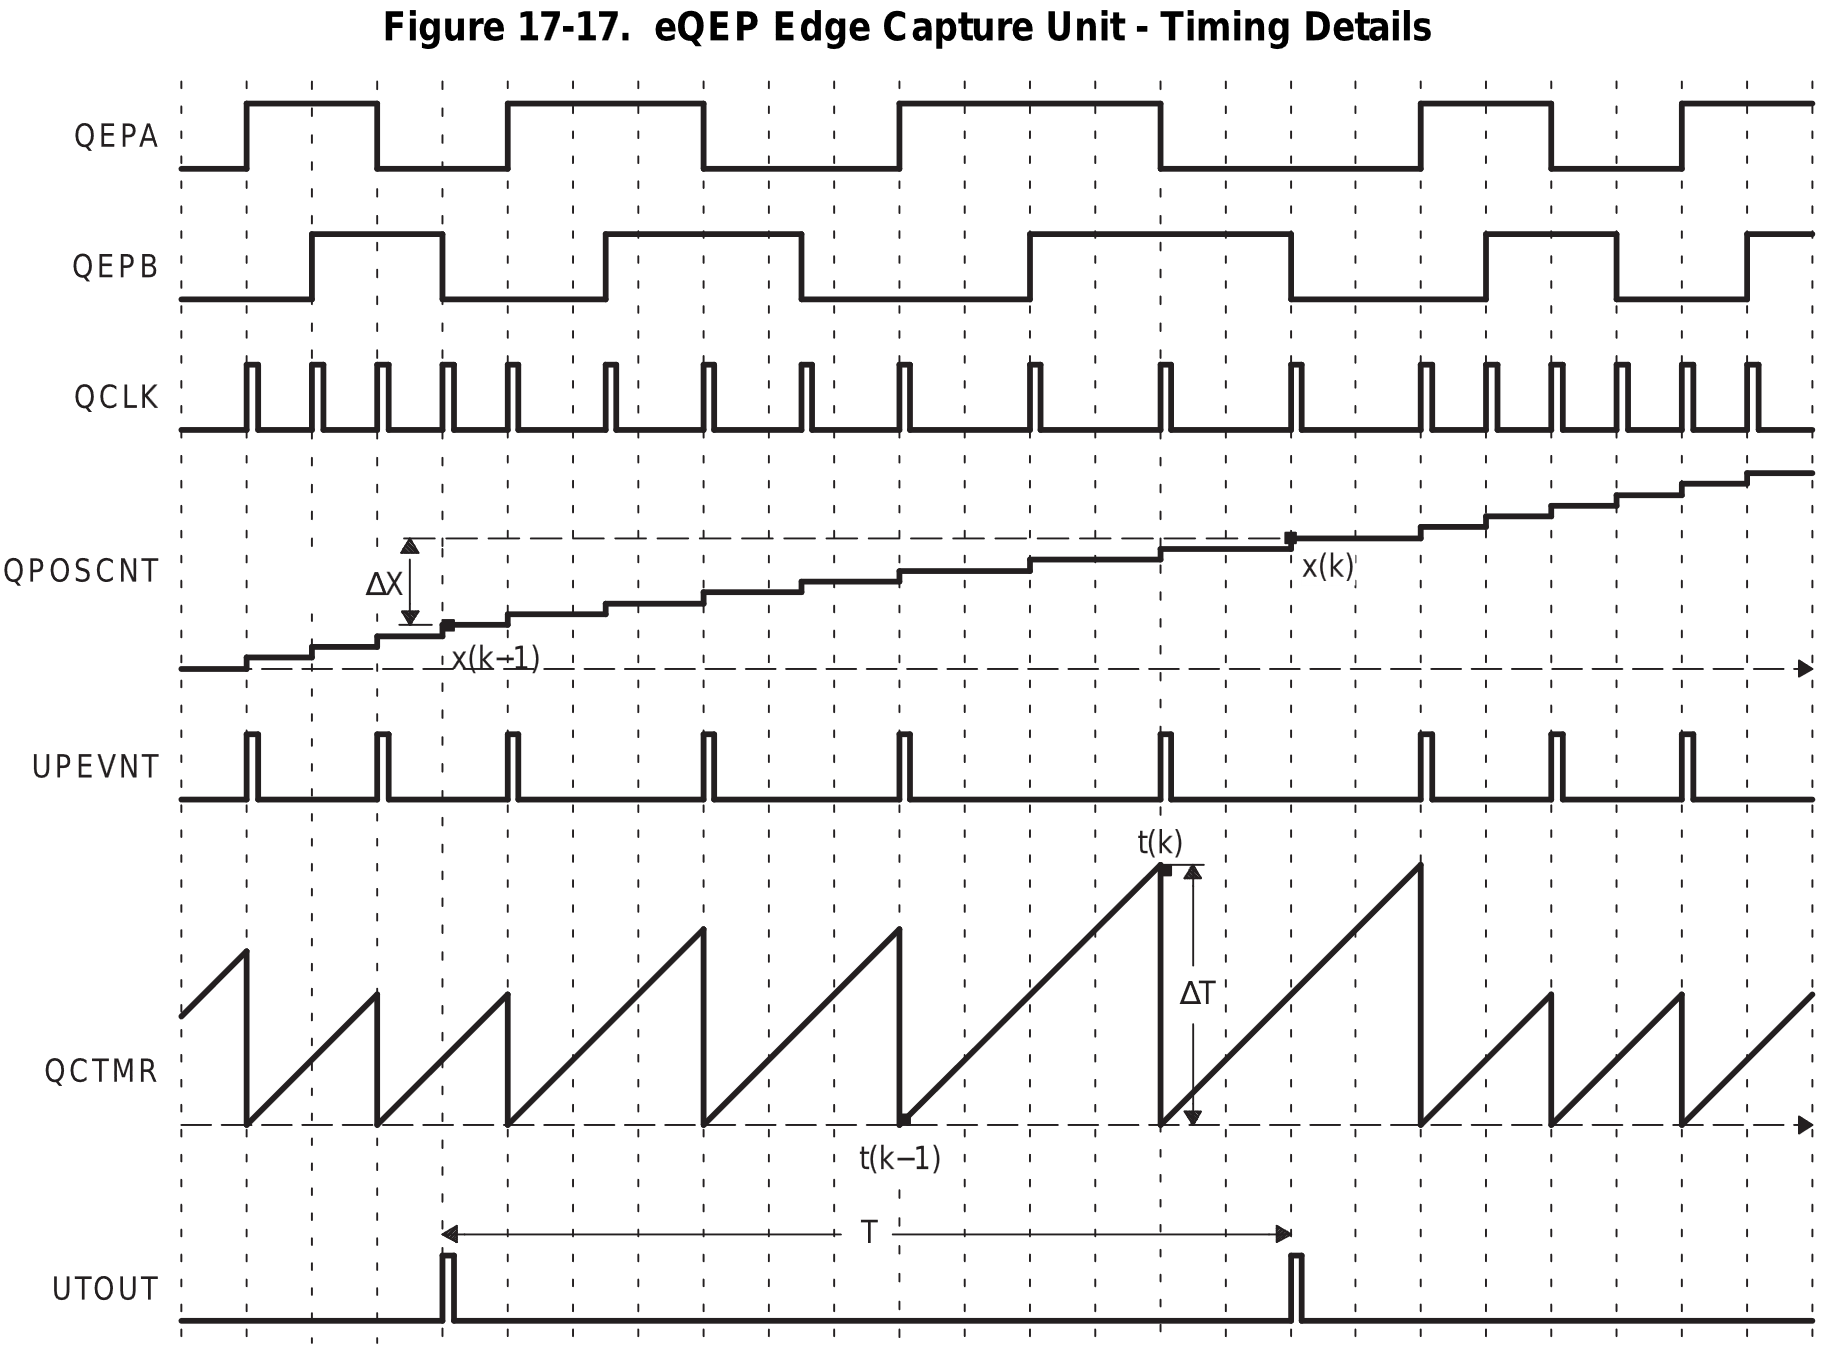 Figure 17-17. eQEP Edge Capture Unit - Timing Details
QEPA
QEPB
QCLK
QPOSCNT
ΔX
x(k)
x(k−1)
UPEVNT
t(k)
ΔT
QCTMR
t(k−1)
T
UTOUT